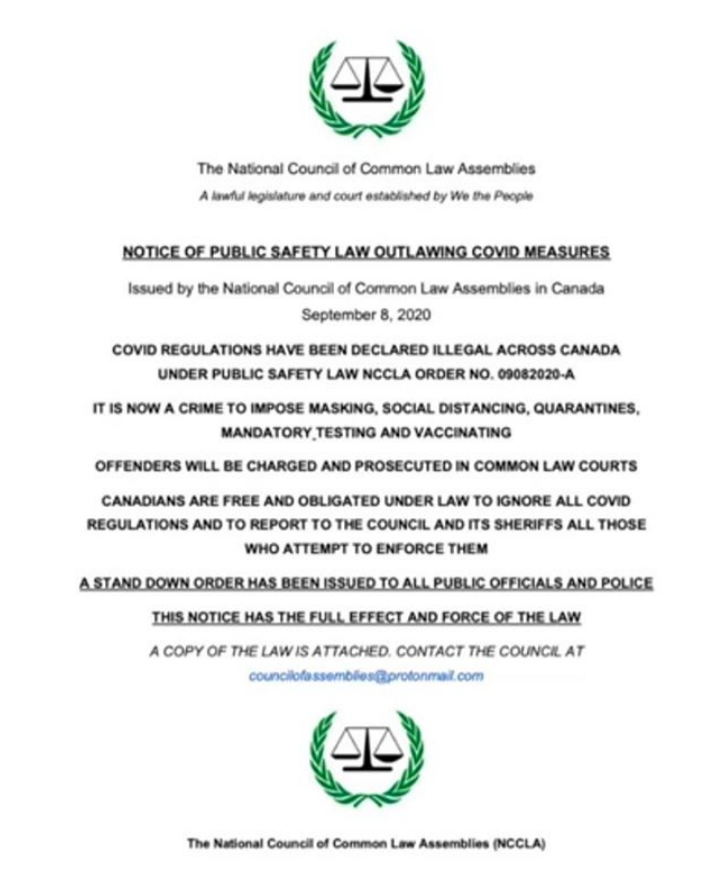 The National Council of Common Law Assemblies
A lawful legislature and court established by We the People
NOTICE OF PUBLIC SAFETY LAW OUTLAWING COVID MEASURES
Issued by the National Council of Common Law Assemblies in Canada
September 8, 2020
COVID REGULATIONS HAVE BEEN DECLARED ILLEGAL ACROSS CANADA
UNDER PUBLIC SAFETY LAW NCCLA ORDER NO. 09082020-A
IT IS NOW A CRIME TO IMPOSE MASKING, SOCIAL DISTANCING, QUARANTINES,
MANDATORY TESTING AND VACCINATING
OFFENDERS WILL BE CHARGED AND PROSECUTED IN COMMON LAW COURTS
CANADIANS ARE FREE AND OBLIGATED UNDER LAW TO IGNORE ALL COVID
REGULATIONS AND TO REPORT TO THE COUNCIL AND ITS SHERIFFS ALL THOSE
WHO ATTEMPT TO ENFORCE THEM
A STAND DOWN ORDER HAS BEEN ISSUED TO ALL PUBLIC OFFICIALS AND POLICE
THIS NOTICE HAS THE FULL EFFECT AND FORCE OF THE LAW
A COPY OF THE LAW IS ATTACHED. CONTACT THE COUNCIL AT
councilofassemblies@protonmail.com
The National Council of Common Law Assemblies (NCCLA)